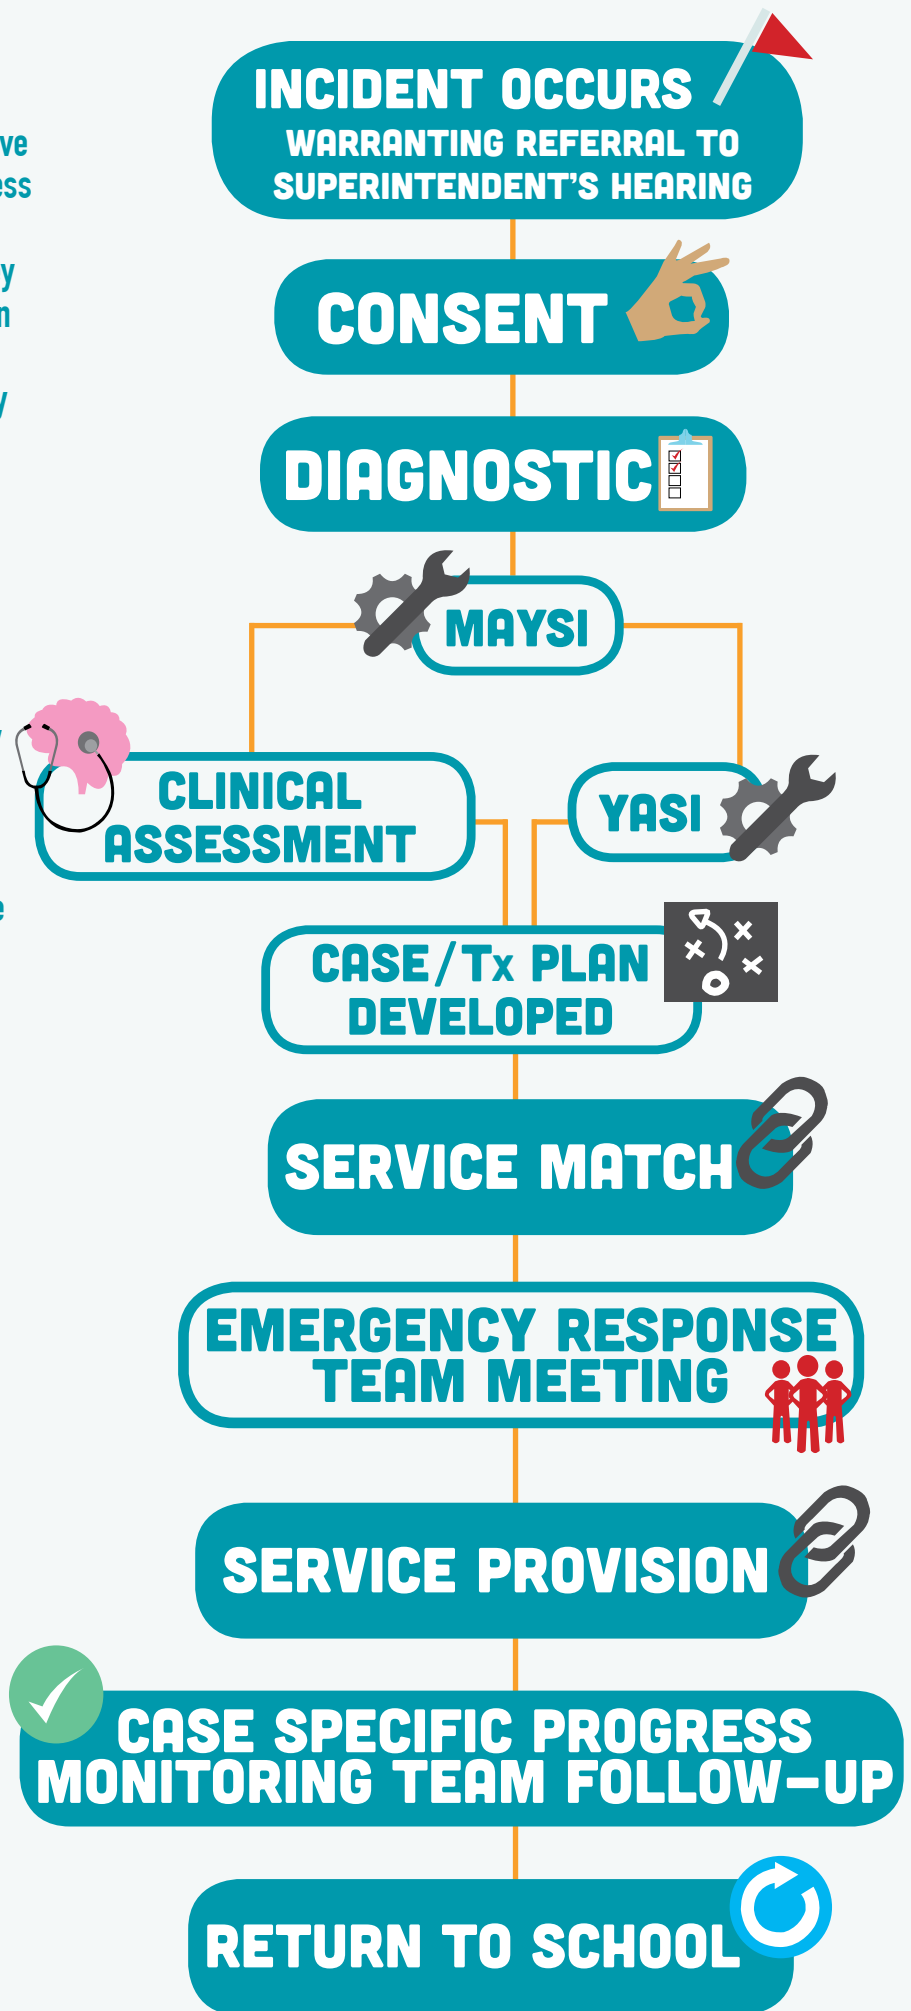 INCIDENT OCCURS
WARRANTING REFERRAL TO
SUPERINTENDENT'S HEARING
CONSENT
DIAGNOSTIC
MAYSI
CLINICAL
ASSESSMENT
YASI
CASE/Tx PLAN
DEVELOPED
SERVICE MATCH
EMERGENCY RESPONSE
TEAM MEETING
SERVICE PROVISION
CASE SPECIFIC PROGRESS
MONITORING TEAM FOLLOW-UP
RETURN TO SCHOOL